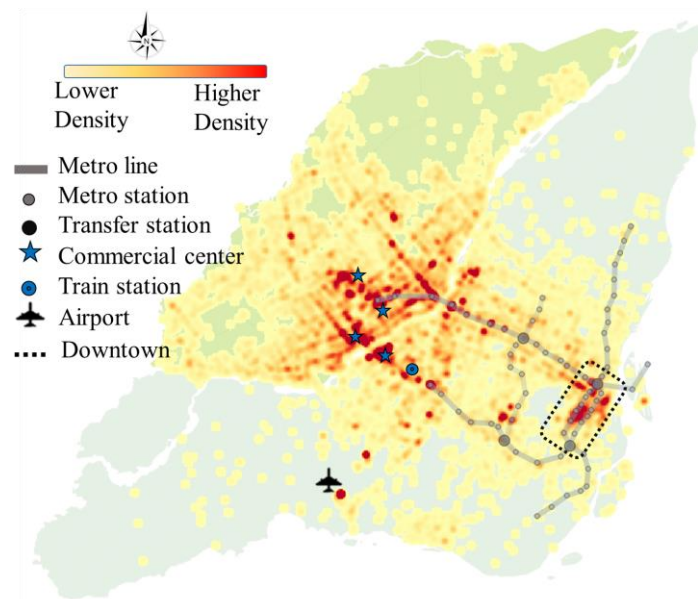 N
Lower Higher
Density Density
Metro line
Metro station
Transfer station
Commercial center
Train station
Airport
Downtown